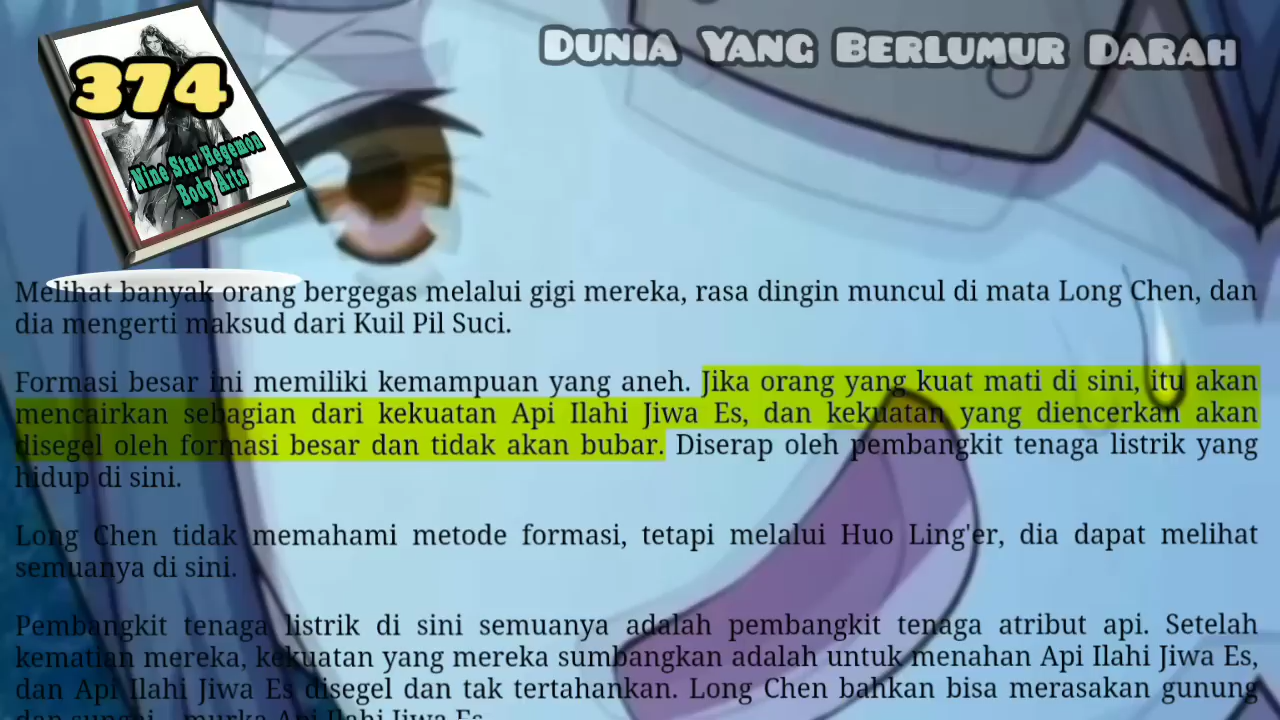 DUNIA YANG BERLUMUR DARAH
374
Nine Star Hegemon
Body Arts
Melihat banyak orang bergegas melalui gigi mereka, rasa dingin muncul di mata Long Chen, dan
dia mengerti maksud dari Kuil Pil Suci.
Formasi besar ini memiliki kemampuan yang aneh. Jika orang yang kuat mati di sini, itu akan
mencairkan sebagian dari kekuatan Api Ilahi Jiwa Es, dan kekuatan yang diencerkan akan
disegel oleh formasi besar dan tidak akan bubar. Diserap oleh pembangkit tenaga listrik yang
hidup di sini.
Long Chen tidak memahami metode formasi, tetapi melalui Huo Ling'er, dia dapat melihat
semuanya di sini.
Pembangkit tenaga listrik di sini semuanya adalah pembangkit tenaga atribut api. Setelah
kematian mereka, kekuatan yang mereka sumbangkan adalah untuk menahan Api Ilahi Jiwa Es,
dan Api Ilahi Jiwa Es disegel dan tak tertahankan. Long Chen bahkan bisa merasakan gunung
dan sungai murka Api Ilahi Jiwa Es